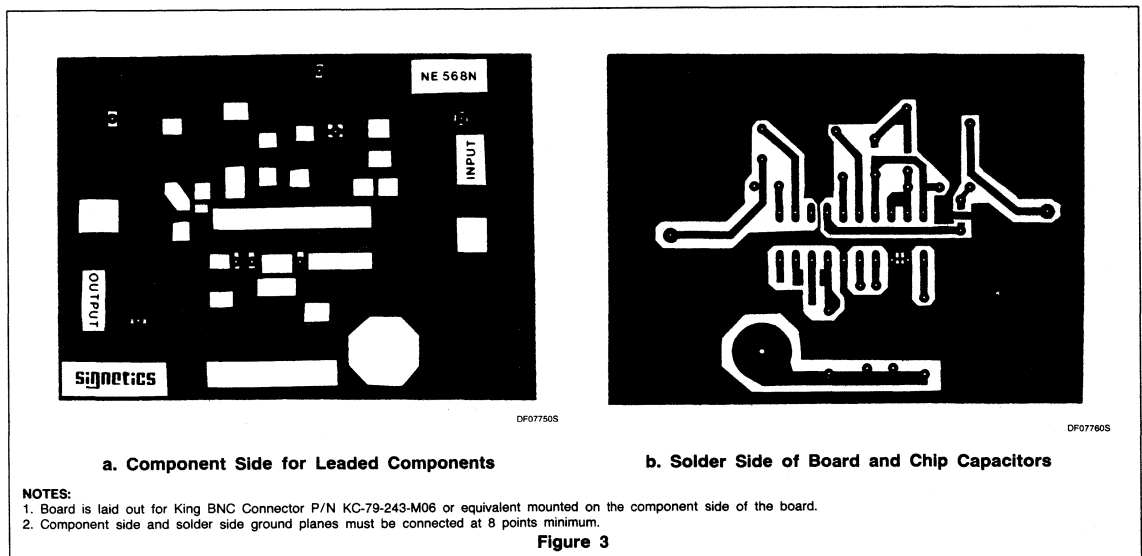 NE 568N
INPUT
OUTPUT
signetics
DF07750S
DF07760S
a. Component Side for Leaded Components
b. Solder Side of Board and Chip Capacitors
NOTES:
1. Board is laid out for King BNC Connector P/N KC-79-243-M06 or equivalent mounted on the component side of the board.
2. Component side and solder side ground planes must be connected at 8 points minimum.
Figure 3